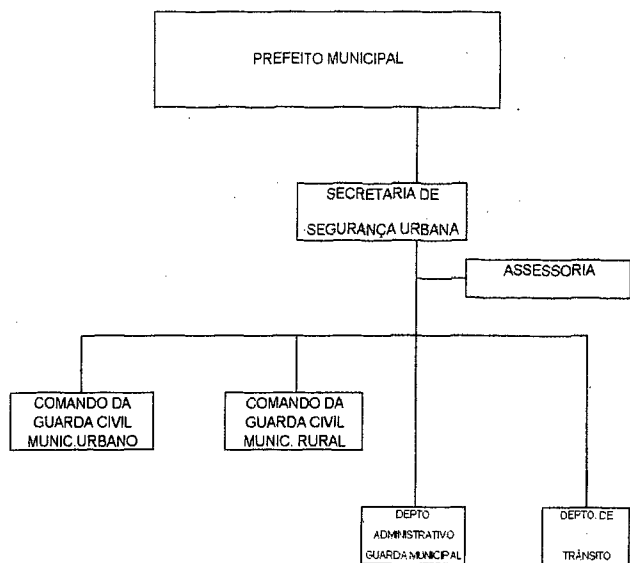 PREFEITO MUNICIPAL
SECRETARIA DE
SEGURANÇA URBANA
ASSESSORIA
COMANDO DA
GUARDA CIVIL
MUNIC.URBANO
COMANDO DA
GUARDA CIVIL
MUNIC. RURAL
DEPTO
ADMINISTRATIVO
GUARDA MUNICIPAL
DEPTO. DE
TRÂNSITO